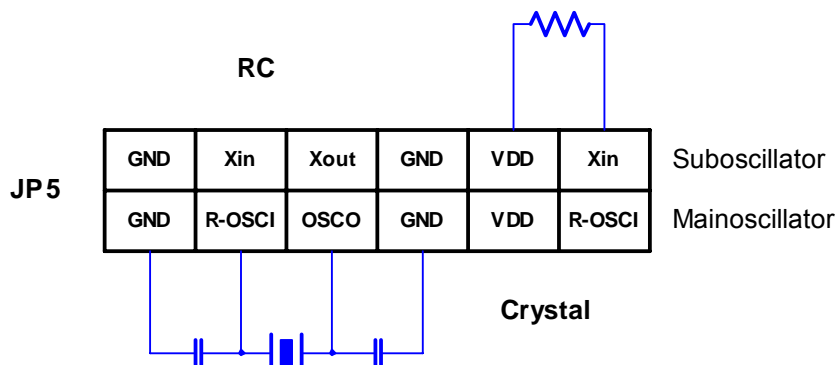 RC
GND Xin Xout GND VDD Xin Suboscillator
JP5
GND R-OSCI OSCO GND VDD R-OSCI Mainoscillator
Crystal